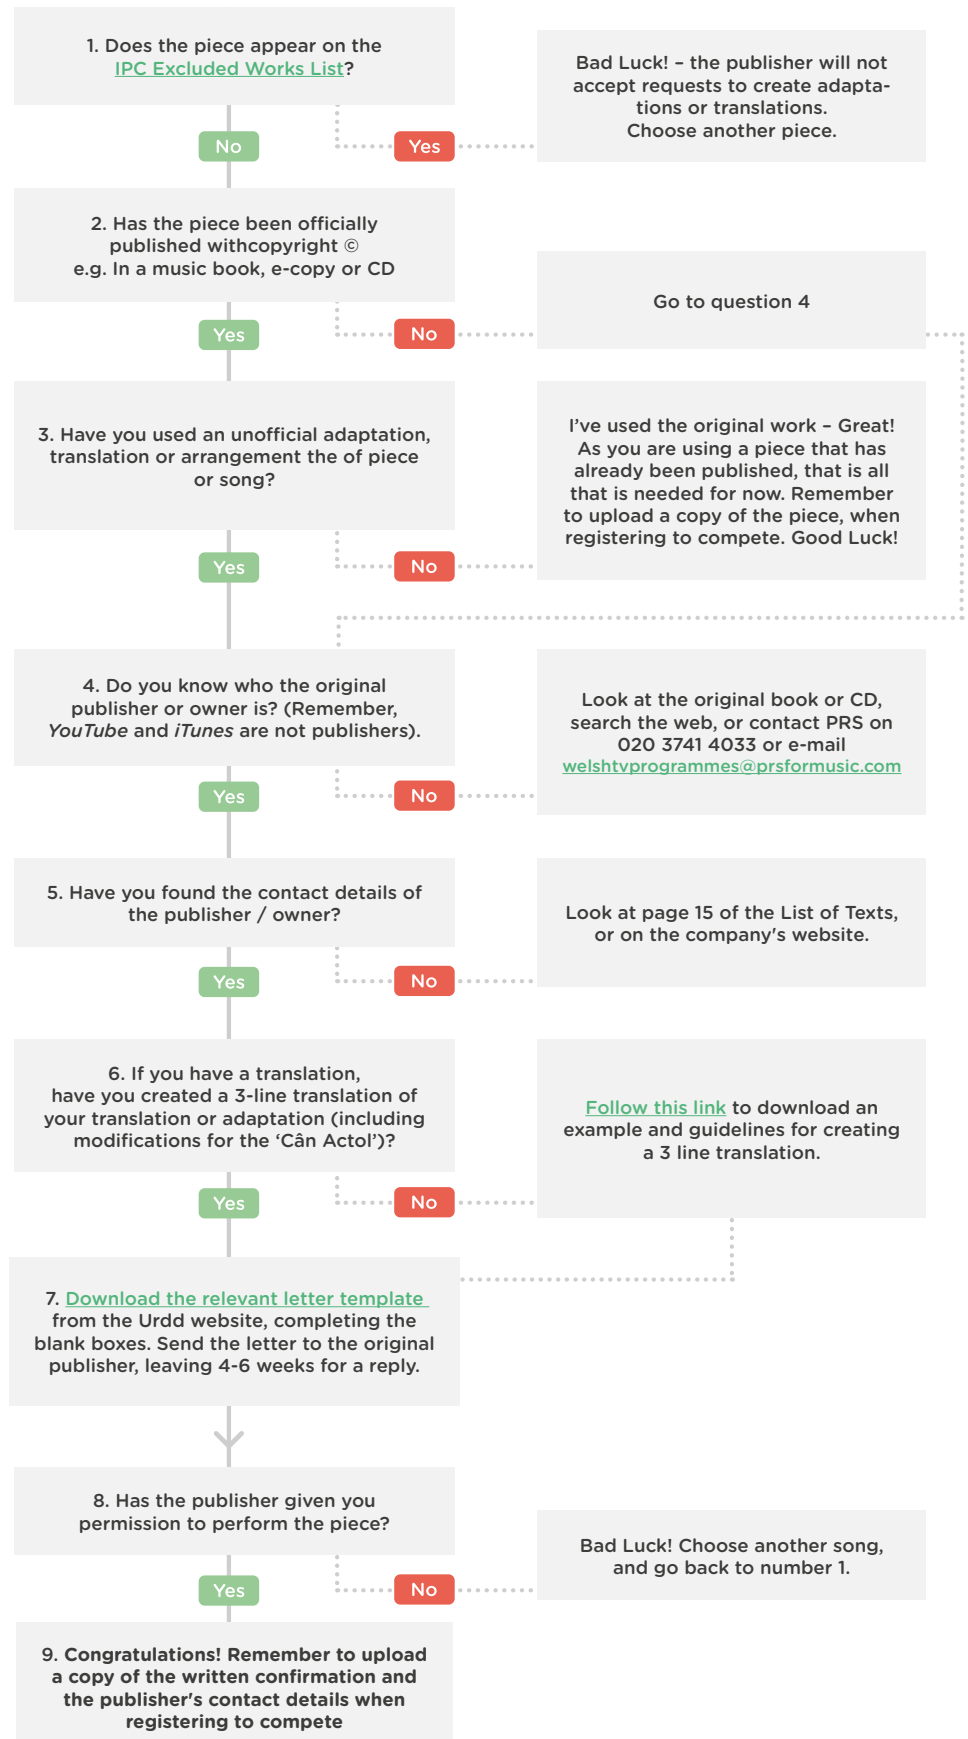 1. Does the piece appear on the
IPC Excluded Works List?
Bad Luck! – the publisher will not
accept requests to create adapta-
tions or translations.
Choose another piece.
No
Yes
2. Has the piece been officially
published withcopyright ©
e.g. In a music book, e-copy or CD
Go to question 4
Yes
No
3. Have you used an unofficial adaptation,
translation or arrangement the of piece
or song?
I’ve used the original work – Great!
As you are using a piece that has
already been published, that is all
that is needed for now. Remember
to upload a copy of the piece, when
registering to compete. Good Luck!
Yes
No
4. Do you know who the original
publisher or owner is? (Remember,
YouTube and iTunes are not publishers).
Look at the original book or CD,
search the web, or contact PRS on
020 3741 4033 or e-mail
welshtvprogrammes@prsformusic.com
Yes
No
5. Have you found the contact details of
the publisher / owner?
Look at page 15 of the List of Texts,
or on the company's website.
Yes
No
6. If you have a translation,
have you created a 3-line translation of
your translation or adaptation (including
modifications for the ‘Cân Actol’)?
Follow this link to download an
example and guidelines for creating
a 3 line translation.
Yes
No
7. Download the relevant letter template
from the Urdd website, completing the
blank boxes. Send the letter to the original
publisher, leaving 4-6 weeks for a reply.
8. Has the publisher given you
permission to perform the piece?
Bad Luck! Choose another song,
and go back to number 1.
Yes
No
9. Congratulations! Remember to upload
a copy of the written confirmation and
the publisher's contact details when
registering to compete